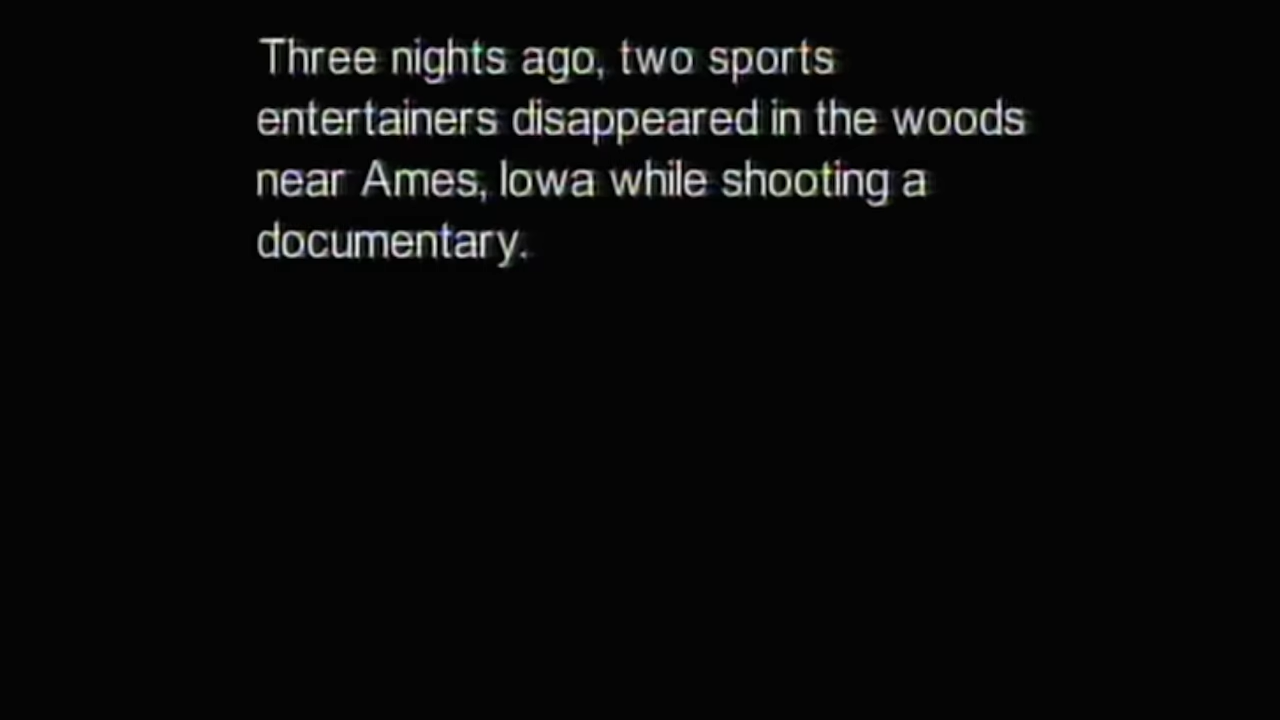 Three nights ago, two sports
entertainers disappeared in the woods
near Ames, Iowa while shooting a
documentary.